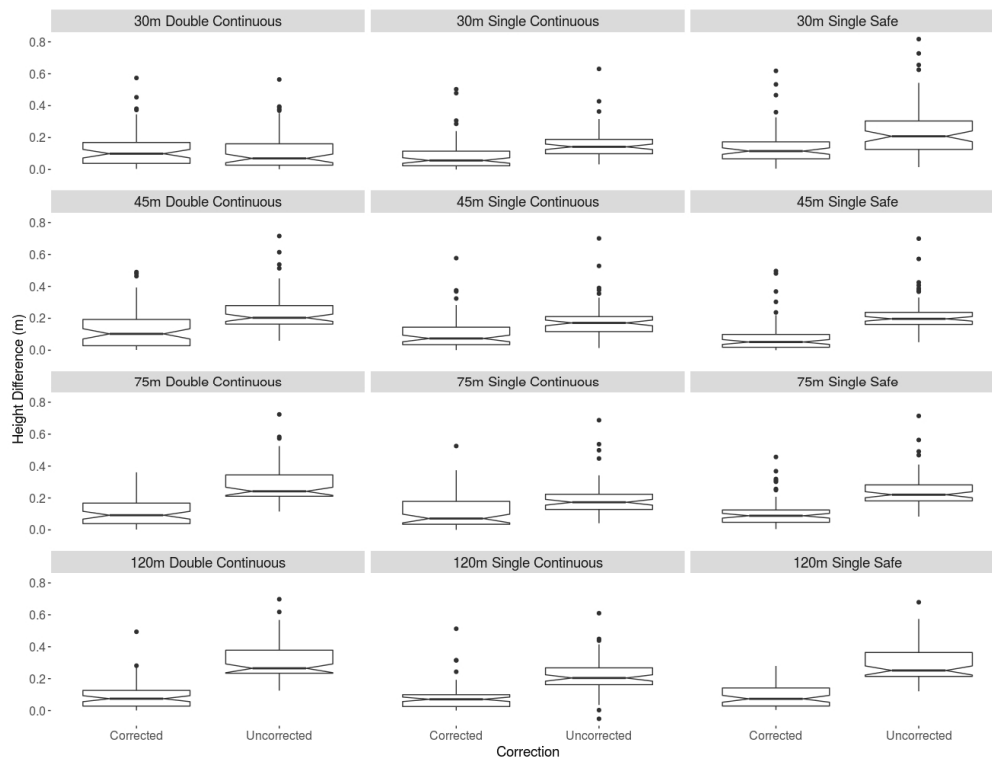 30m Double Continuous 30m Single Continuous 30m Single Safe
0.8
0.6
0.4
0.2
0.0
45m Double Continuous 45m Single Continuous 45m Single Safe
0.8
0.6
0.4
0.2
0.0
75m Double Continuous 75m Single Continuous 75m Single Safe
0.8
0.6
0.4
0.2
0.0
120m Double Continuous 120m Single Continuous 120m Single Safe
0.8
0.6
0.4
0.2
0.0
Height Difference (m)
Corrected Uncorrected Corrected Uncorrected Corrected Uncorrected
Correction